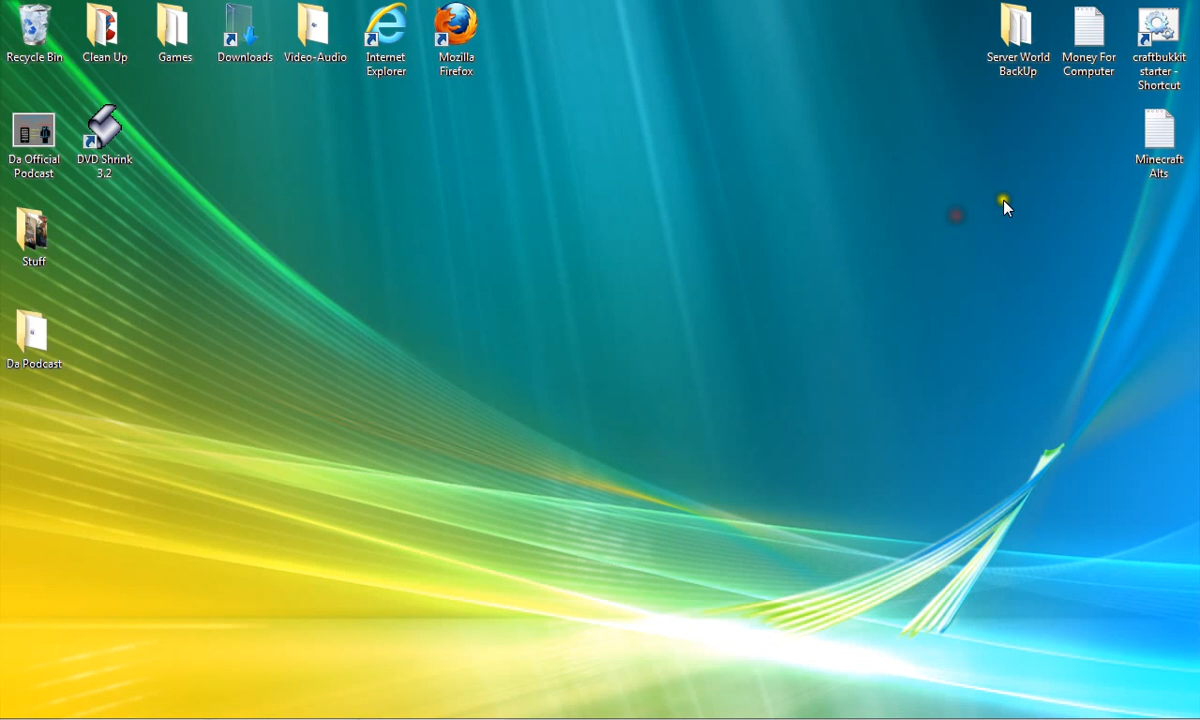 Recycle Bin
Clean Up
Games
Downloads
Video-Audio
Internet
Explorer
Mozilla
Firefox
Server World
BackUp
Money For
Computer
craftbukkit
starter -
Shortcut
Da Official
Podcast
DVD Shrink
3.2
Minecraft
Alts
Stuff
Da Podcast